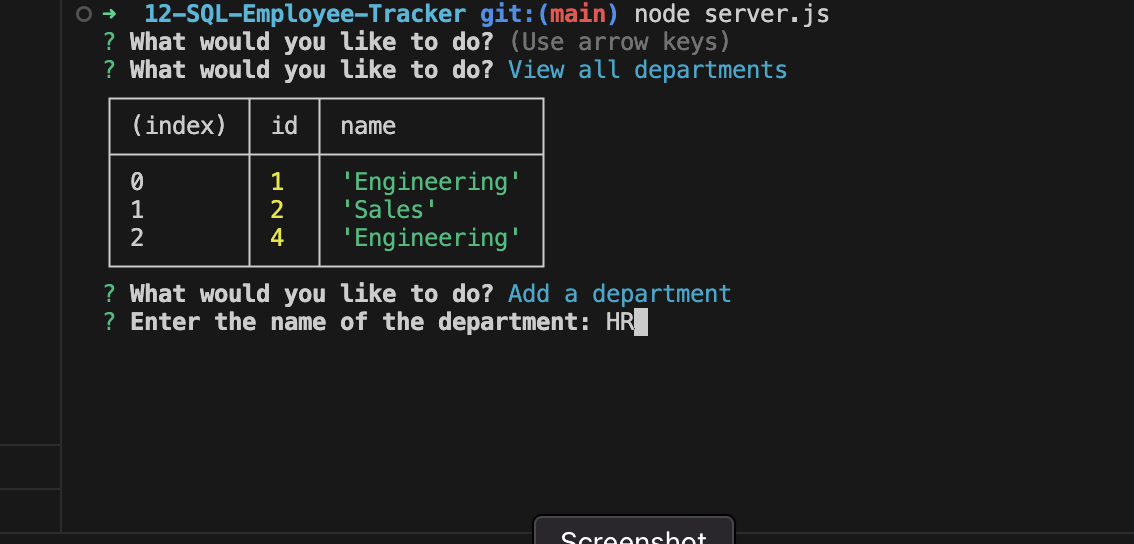 ➜  12-SQL-Employee-Tracker git:(main) node server.js
? What would you like to do? (Use arrow keys)
? What would you like to do? View all departments
(index) id name
0 1 'Engineering'
1 2 'Sales'
2 4 'Engineering'
? What would you like to do? Add a department
? Enter the name of the department: HR
Screenshot